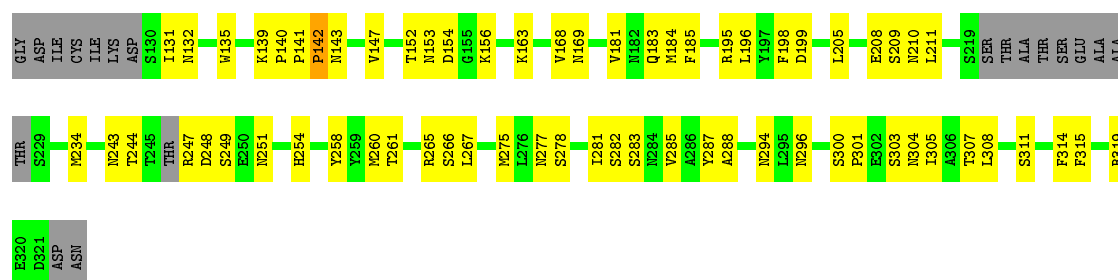 GLY ASP ILE CYS ILE LYS ASP S130 I131 N132 W135 K139 P140 P141 P142 N143 V147 T152 N153 D154 G155 K156 K163 V168 N169 V181 N182 Q183 M184 F185 R195 L196 Y197 F198 D199 L205 E208 S209 N210 L211 S219 SER THR ALA THR SER GLU ALA ALA
THR S229 M234 N243 T244 T245 THR R247 D248 S249 E250 N251 H254 Y258 Y259 M260 T261 R265 S266 L267 M275 L276 N277 S278 I281 S282 S283 N284 V285 A286 Y287 A288 N294 L295 N296 S300 P301 E302 S303 N304 I305 A306 T307 L308 S311 F314 F315
E320 D321 ASP ASN